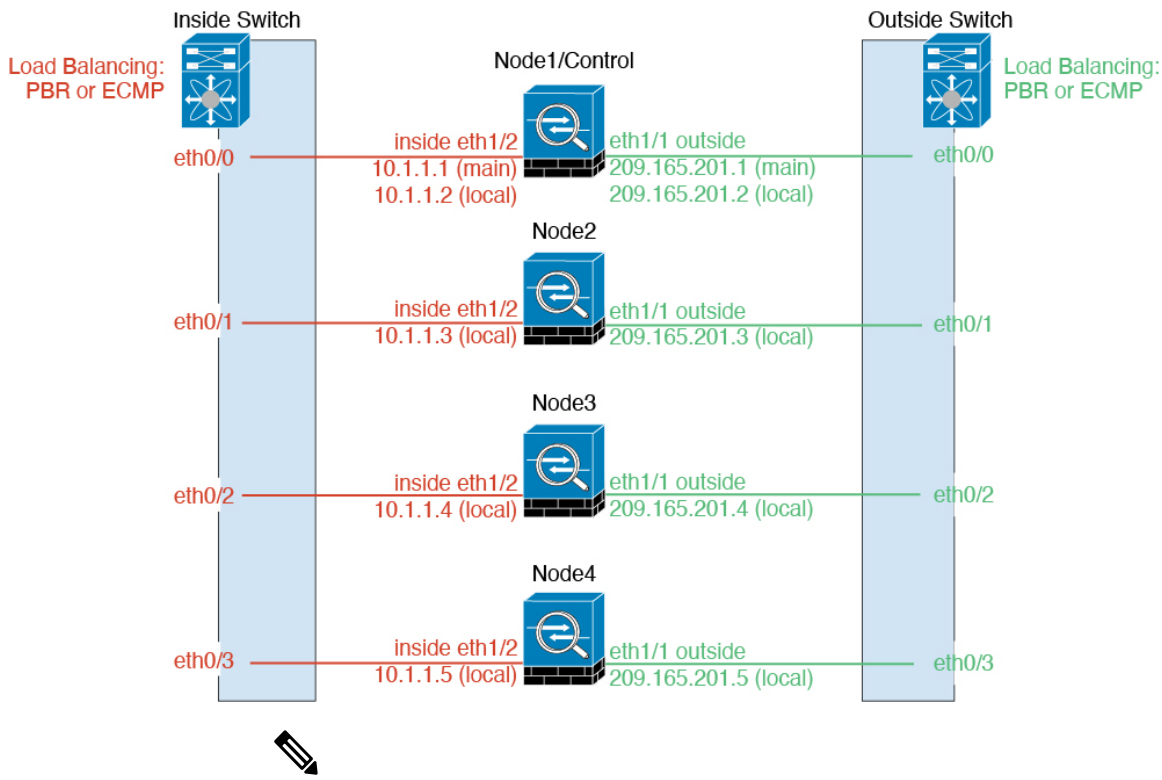 Inside Switch
Outside Switch
Load Balancing:
PBR or ECMP
Node1/Control
Load Balancing:
PBR or ECMP
eth0/0
inside eth1/2
10.1.1.1 (main)
10.1.1.2 (local)
eth1/1 outside
209.165.201.1 (main)
209.165.201.2 (local)
eth0/0
Node2
eth0/1
inside eth1/2
10.1.1.3 (local)
eth1/1 outside
209.165.201.3 (local)
eth0/1
Node3
eth0/2
inside eth1/2
10.1.1.4 (local)
eth1/1 outside
209.165.201.4 (local)
eth0/2
Node4
eth0/3
inside eth1/2
10.1.1.5 (local)
eth1/1 outside
209.165.201.5 (local)
eth0/3